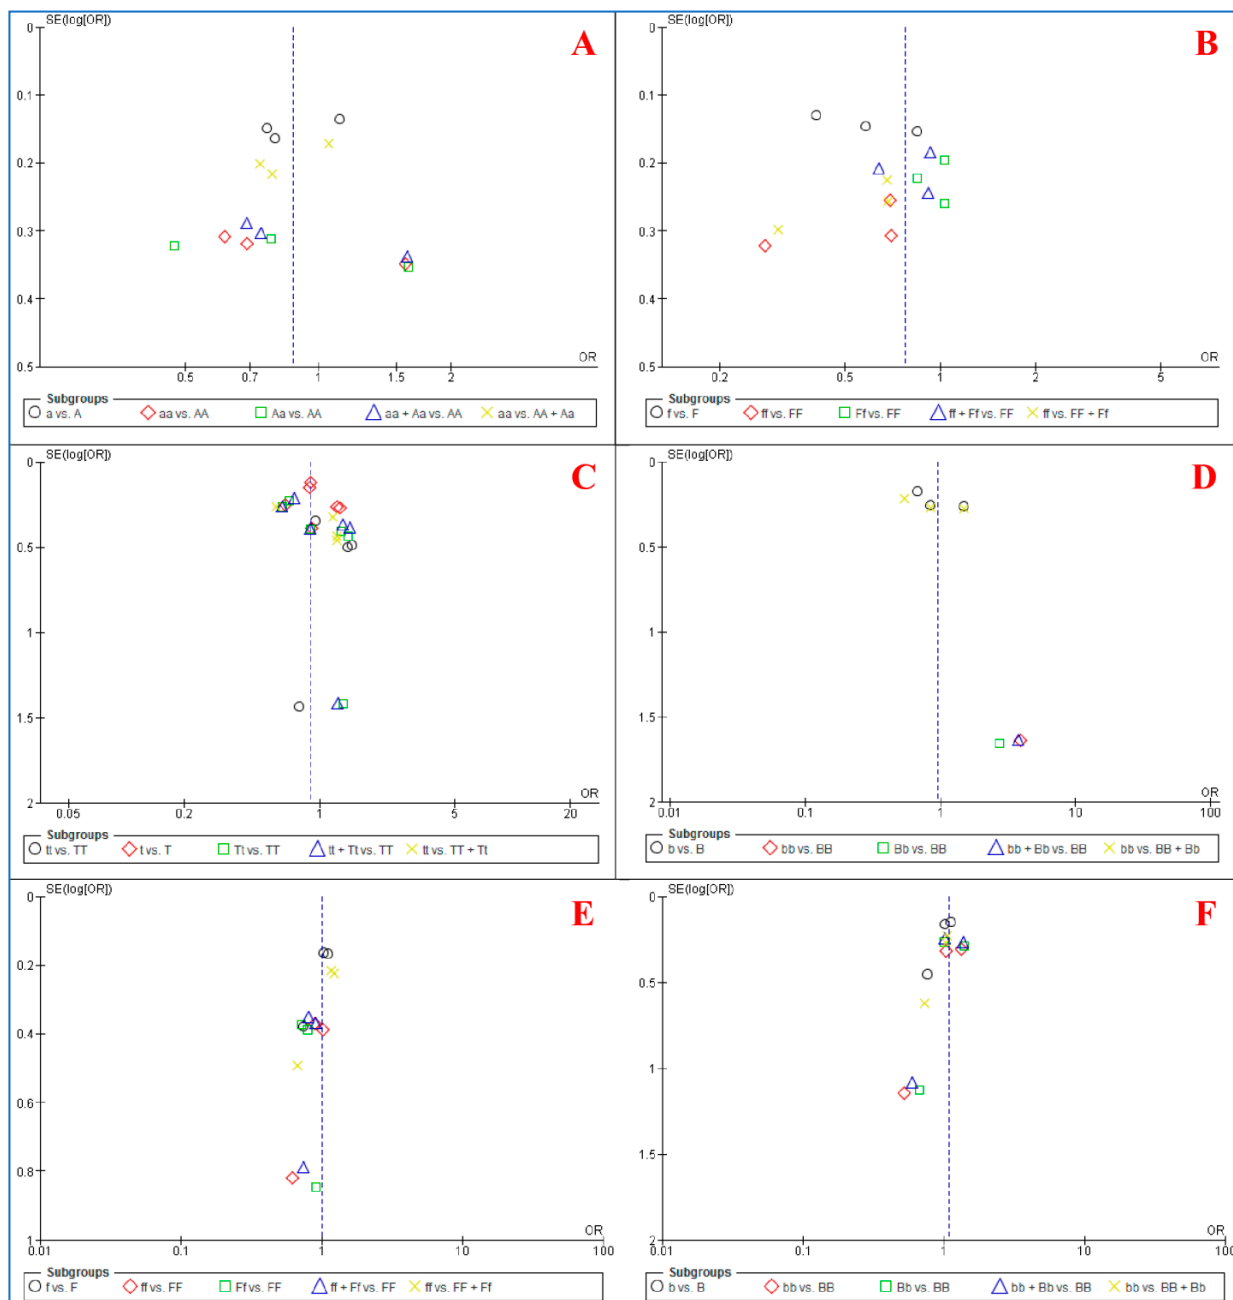 SE(log[OR])
A
0
0.1
0.2
0.3
0.4
0.5
0.5 0.7 1 1.5 2
OR
Subgroups
a vs. A aa vs. AA Aa vs. AA aa + Aa vs. AA aa vs. AA + Aa
SE(log[OR])
B
0
0.1
0.2
0.3
0.4
0.5
0.2 0.5 1 2 5
OR
Subgroups
f vs. F ff vs. FF Ff vs. FF ff + Ff vs. FF ff vs. FF + Ff
SE(log[OR])
C
0
0.5
1
1.5
2
0.05 0.2 1 5 20
OR
Subgroups
tt vs. TT t vs. T Tt vs. TT tt + Tt vs. TT tt vs. TT + Tt
SE(log[OR])
D
0
0.5
1
1.5
2
0.01 0.1 1 10 100
OR
Subgroups
b vs. B bb vs. BB Bb vs. BB bb + Bb vs. BB bb vs. BB + Bb
SE(log[OR])
E
0
0.2
0.4
0.6
0.8
1
0.01 0.1 1 10 100
OR
Subgroups
f vs. F ff vs. FF Ff vs. FF ff + Ff vs. FF ff vs. FF + Ff
SE(log[OR])
F
0
0.5
1
1.5
2
0.01 0.1 1 10 100
OR
Subgroups
b vs. B bb vs. BB Bb vs. BB bb + Bb vs. BB bb vs. BB + Bb